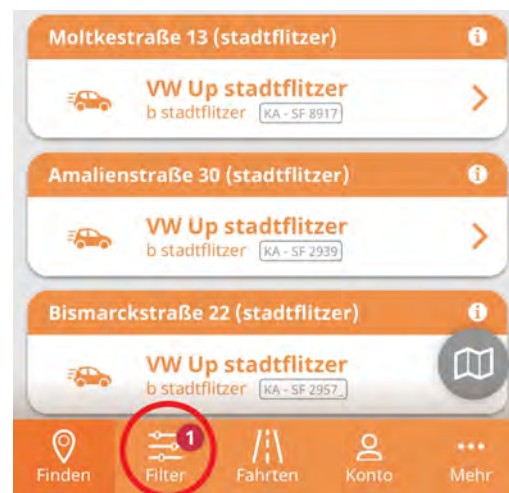 Moltkestraße 13 (stadtflitzer)
VW Up stadtflitzer
b stadtflitzer KA - SF 8917
Amalienstraße 30 (stadtflitzer)
VW Up stadtflitzer
b stadtflitzer KA - SF 2939
Bismarckstraße 22 (stadtflitzer)
VW Up stadtflitzer
b stadtflitzer KA - SF 2957
1
Finden Filter Fahrten Konto Mehr